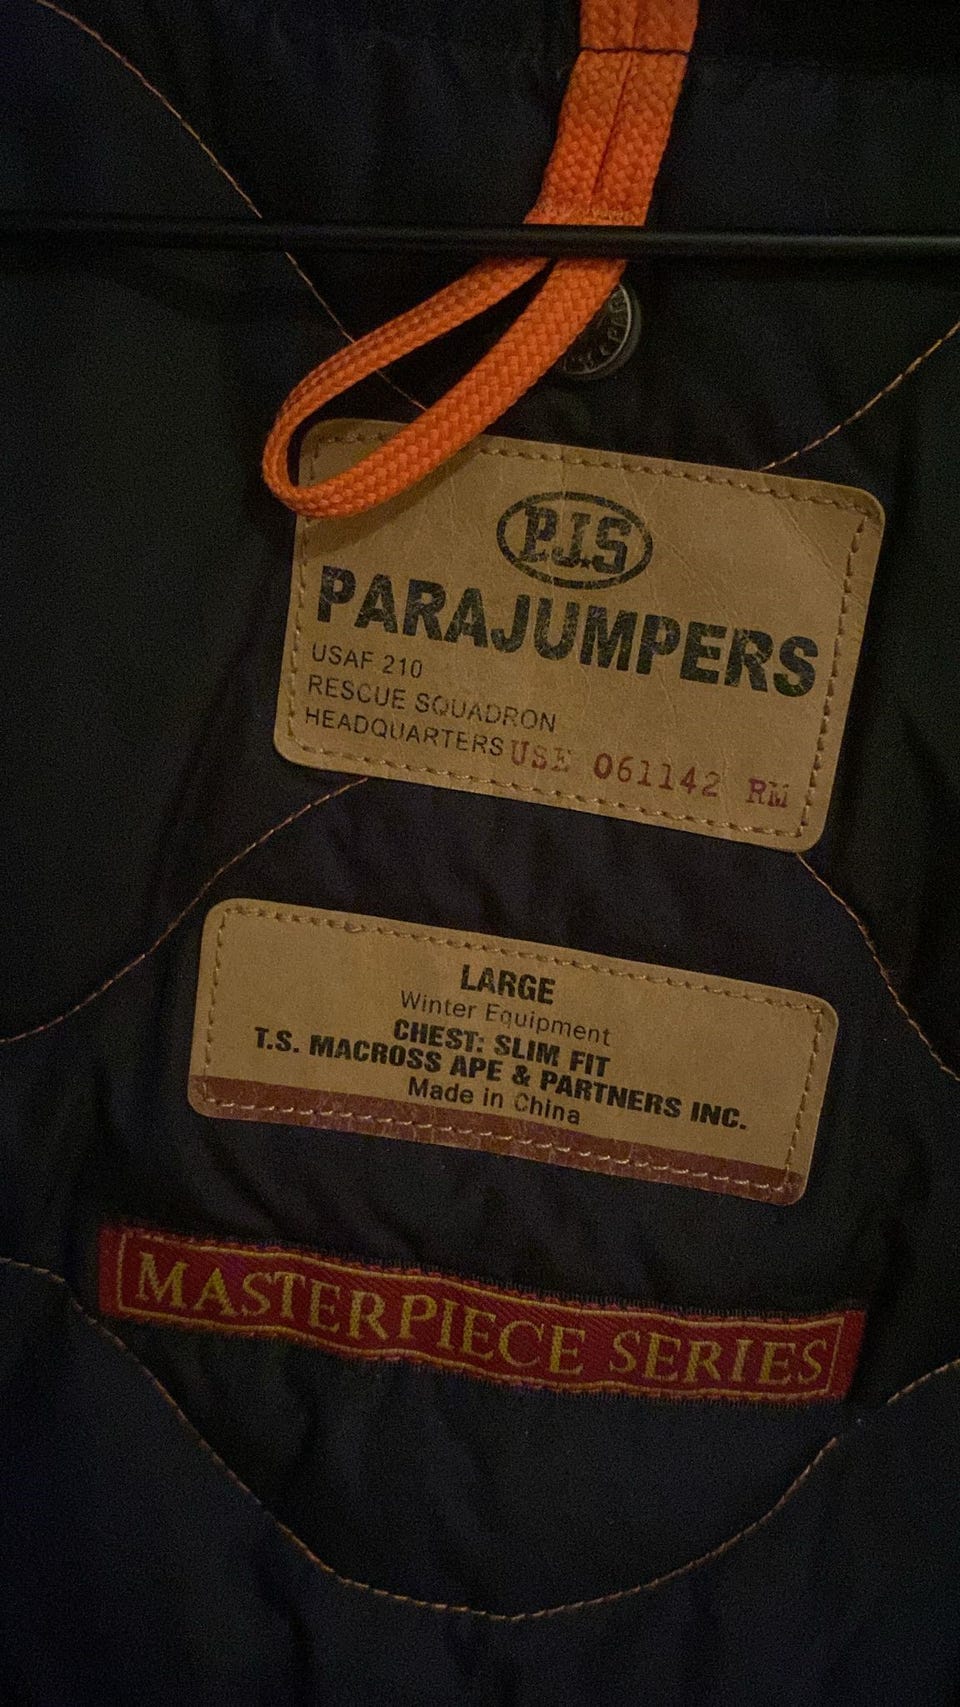 P.J.S
PARAJUMPERS
USAF 210
RESCUE SQUADRON
HEADQUARTERS USE 061142 RM
LARGE
Winter Equipment
CHEST: SLIM FIT
T.S. MACROSS APE & PARTNERS INC.
Made in China
MASTERPIECE SERIES